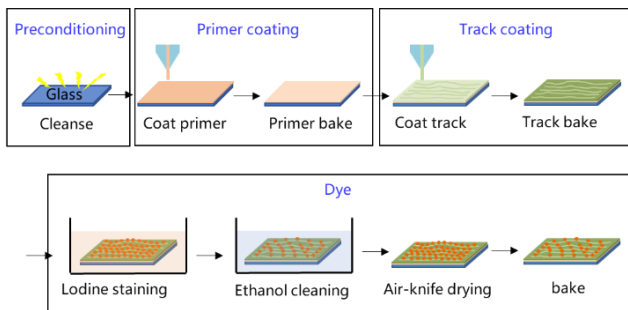 Preconditioning
Primer coating
Track coating
Glass
Cleanse
Coat primer
Primer bake
Coat track
Track bake
Dye
Lodine staining
Ethanol cleaning
Air-knife drying
bake